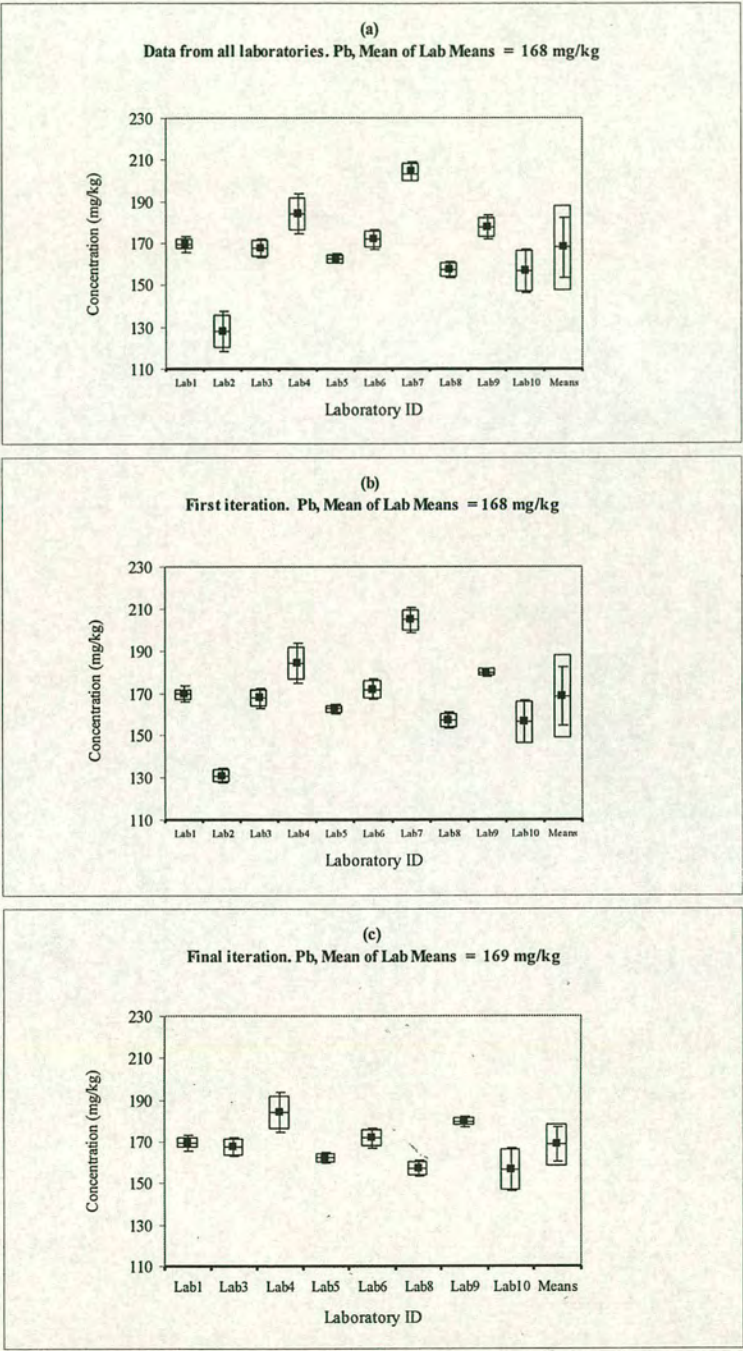 (a)
Data from all laboratories. Pb, Mean of Lab Means = 168 mg/kg
230
210
190
170
150
130
110
Concentration (mg/kg)
Lab1 Lab2 Lab3 Lab4 Lab5 Lab6 Lab7 Lab8 Lab9 Lab10 Means
Laboratory ID
(b)
First iteration. Pb, Mean of Lab Means = 168 mg/kg
230
210
190
170
150
130
110
Concentration (mg/kg)
Lab1 Lab2 Lab3 Lab4 Lab5 Lab6 Lab7 Lab8 Lab9 Lab10 Means
Laboratory ID
(c)
Final iteration. Pb, Mean of Lab Means = 169 mg/kg
230
210
190
170
150
130
110
Concentration (mg/kg)
Lab1 Lab3 Lab4 Lab5 Lab6 Lab8 Lab9 Lab10 Means
Laboratory ID